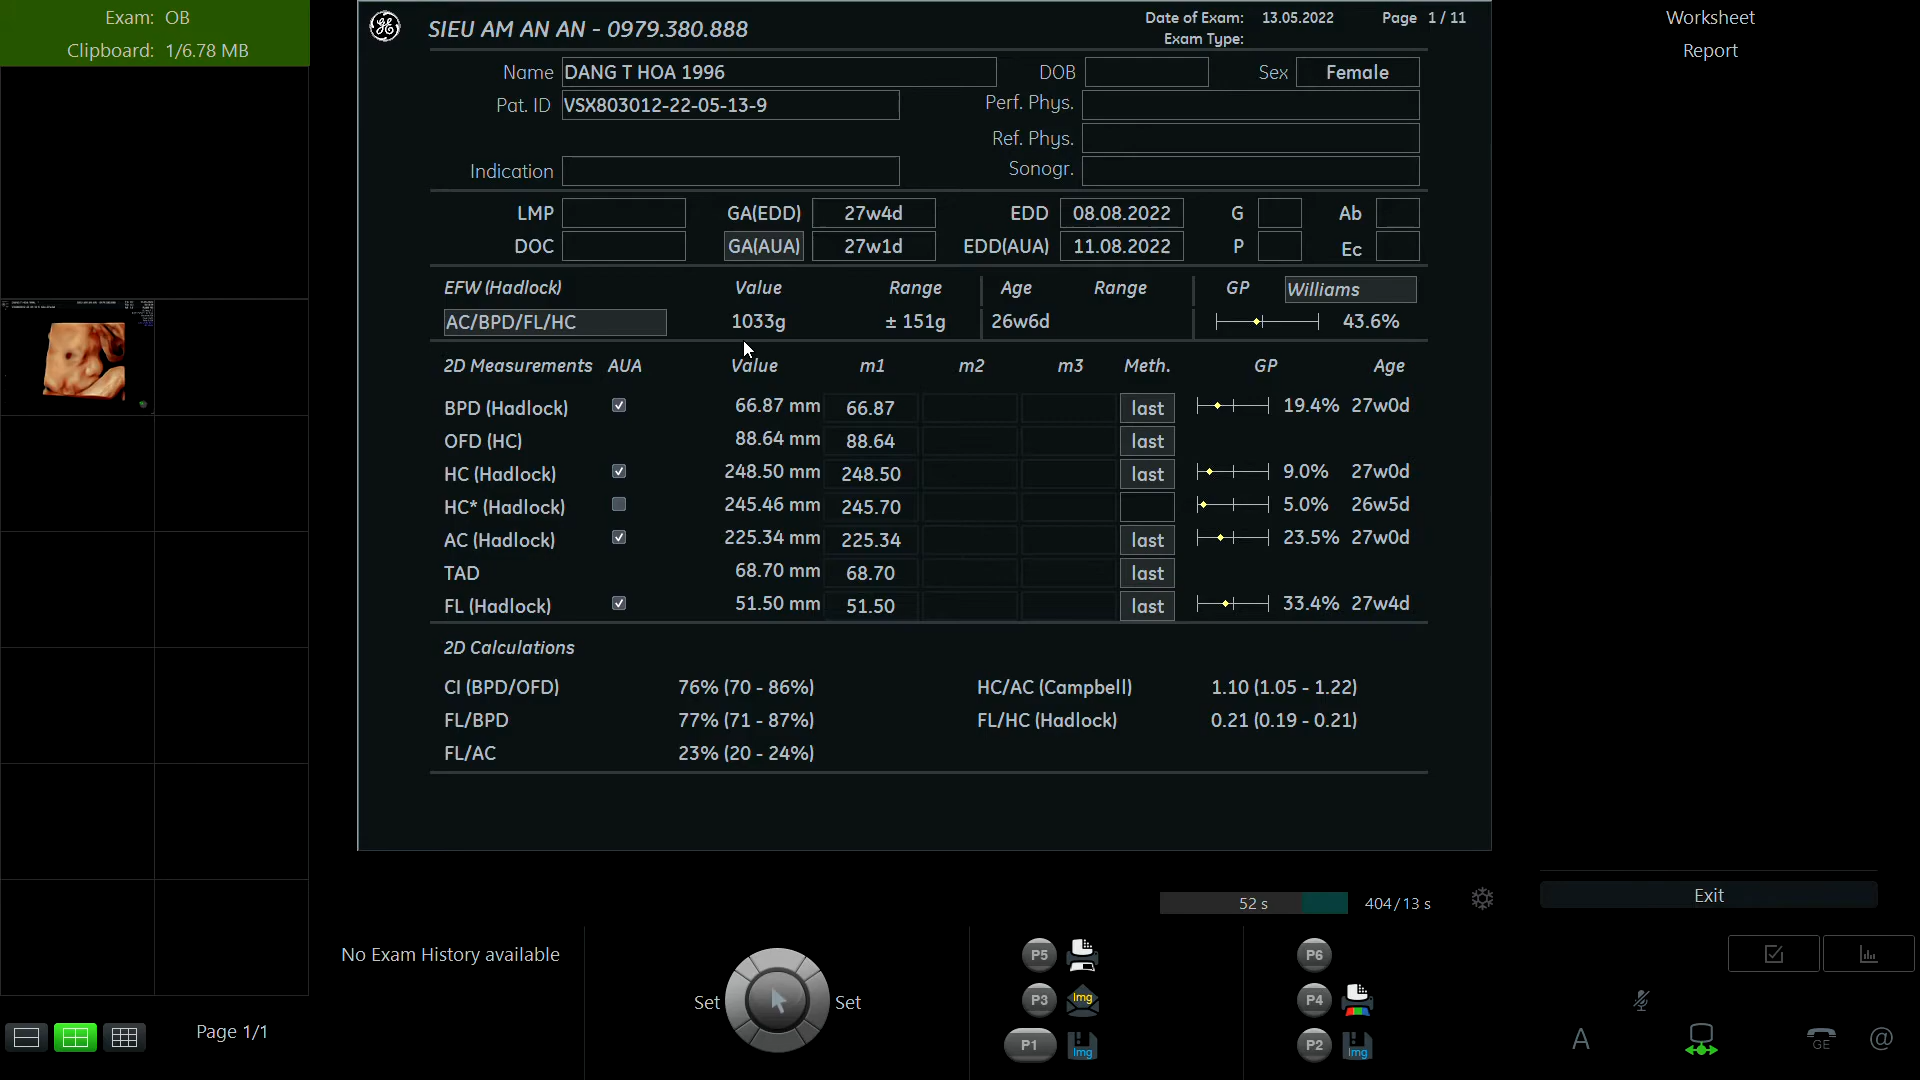 Exam: OB
Clipboard: 1/6.78 MB
SIEU AM AN AN - 0979.380.888
Date of Exam: 13.05.2022 Page 1 / 11
Exam Type:
Worksheet
Report
Name DANG T HOA 1996 DOB Sex Female
Pat. ID VSX803012-22-05-13-9 Perf. Phys.
Ref. Phys.
Indication Sonogr.
LMP GA(EDD) 27w4d EDD 08.08.2022 G Ab
DOC GA(AUA) 27w1d EDD(AUA) 11.08.2022 P Ec
EFW (Hadlock) Value Range Age Range GP Williams
AC/BPD/FL/HC 1033g ± 151g 26w6d 43.6%
2D Measurements AUA Value m1 m2 m3 Meth. GP Age
BPD (Hadlock) 66.87 mm 66.87 last 19.4% 27w0d
OFD (HC) 88.64 mm 88.64 last
HC (Hadlock) 248.50 mm 248.50 last 9.0% 27w0d
HC* (Hadlock) 245.46 mm 245.70 5.0% 26w5d
AC (Hadlock) 225.34 mm 225.34 last 23.5% 27w0d
TAD 68.70 mm 68.70 last
FL (Hadlock) 51.50 mm 51.50 last 33.4% 27w4d
2D Calculations
CI (BPD/OFD) 76% (70 - 86%) HC/AC (Campbell) 1.10 (1.05 - 1.22)
FL/BPD 77% (71 - 87%) FL/HC (Hadlock) 0.21 (0.19 - 0.21)
FL/AC 23% (20 - 24%)
52 s 404/13 s
Exit
No Exam History available
Set Set
P5 P6
P3 Img P4
P1 Img P2 Img
Page 1/1
A GE @